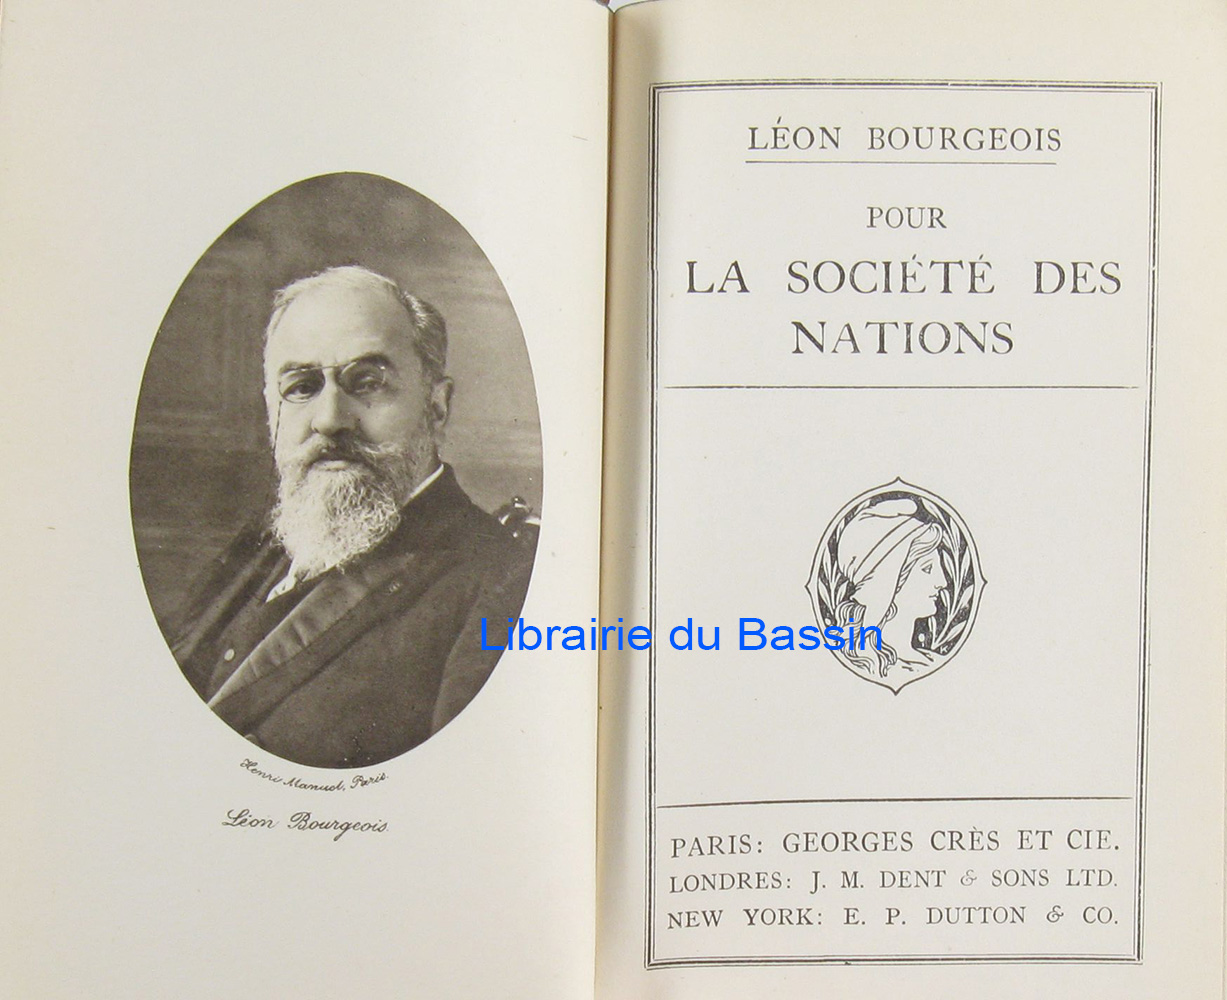 Henri Manuel, Paris.
Léon Bourgeois.
LÉON BOURGEOIS
POUR
LA SOCIÉTÉ DES
NATIONS
Librairie du Bassin
PARIS: GEORGES CRÈS ET CIE.
LONDRES: J. M. DENT & SONS LTD.
NEW YORK: E. P. DUTTON & CO.